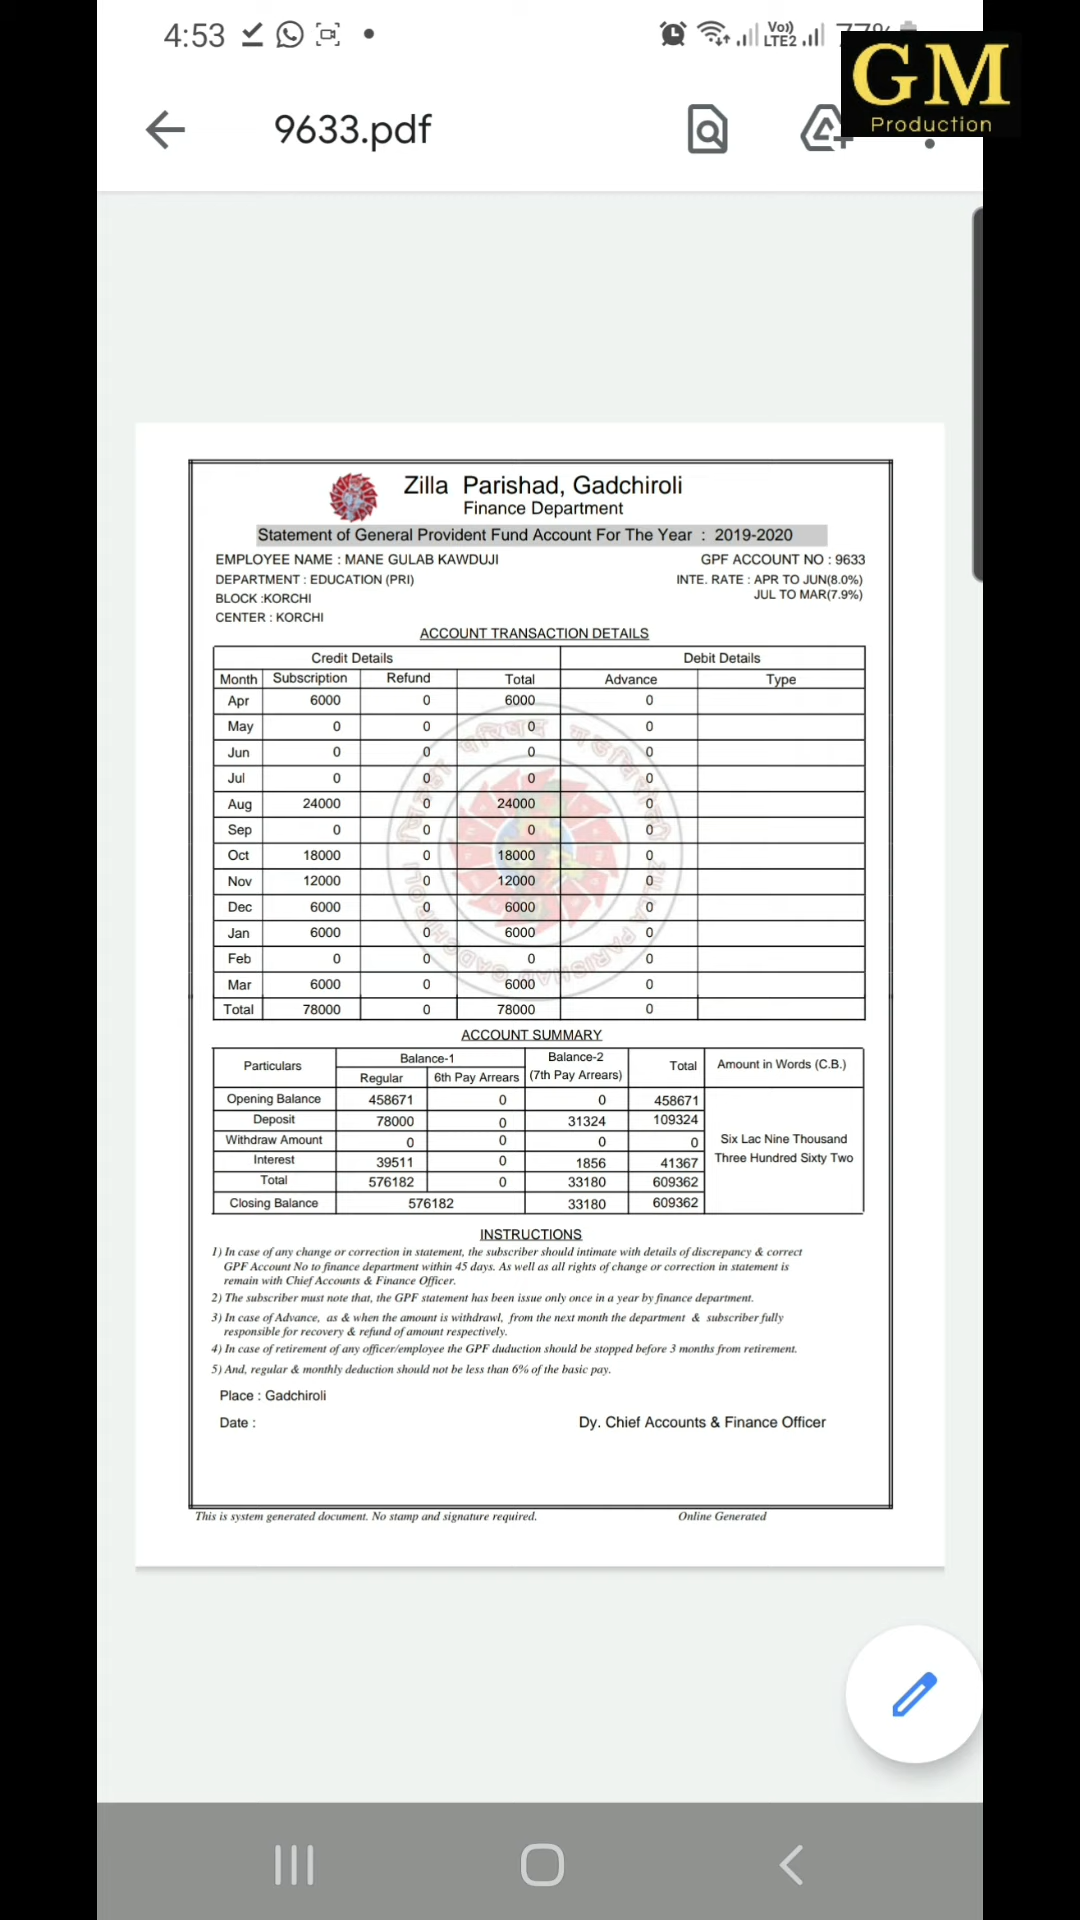 4:53
Vo)) LTE2
GM
Production
9633.pdf
Zilla Parishad, Gadchiroli
Finance Department
Statement of General Provident Fund Account For The Year : 2019-2020
EMPLOYEE NAME : MANE GULAB KAWDUJI GPF ACCOUNT NO : 9633
DEPARTMENT : EDUCATION (PRI) INTE. RATE : APR TO JUN(8.0%)
BLOCK :KORCHI JUL TO MAR(7.9%)
CENTER : KORCHI
ACCOUNT TRANSACTION DETAILS
Credit Details Debit Details
Month Subscription Refund Total Advance Type
Apr 6000 0 6000 0
May 0 0 0 0
Jun 0 0 0 0
Jul 0 0 0 0
Aug 24000 0 24000 0
Sep 0 0 0 0
Oct 18000 0 18000 0
Nov 12000 0 12000 0
Dec 6000 0 6000 0
Jan 6000 0 6000 0
Feb 0 0 0 0
Mar 6000 0 6000 0
Total 78000 0 78000 0
ZILLA PARISHAD GADCHIROLI
ACCOUNT SUMMARY
Particulars Balance-1 Balance-2 Total Amount in Words (C.B.)
Regular 6th Pay Arrears (7th Pay Arrears)
Opening Balance 458671 0 0 458671
Deposit 78000 0 31324 109324
Withdraw Amount 0 0 0 0 Six Lac Nine Thousand
Interest 39511 0 1856 41367 Three Hundred Sixty Two
Total 576182 0 33180 609362
Closing Balance 576182 33180 609362
INSTRUCTIONS
1) In case of any change or correction in statement, the subscriber should intimate with details of discrepancy & correct
GPF Account No to finance department within 45 days. As well as all rights of change or correction in statement is
remain with Chief Accounts & Finance Officer.
2) The subscriber must note that, the GPF statement has been issue only once in a year by finance department.
3) In case of Advance, as & when the amount is withdrawl, from the next month the department & subscriber fully
responsible for recovery & refund of amount respectively.
4) In case of retirement of any officer/employee the GPF duduction should be stopped before 3 months from retirement.
5) And, regular & monthly deduction should not be less than 6% of the basic pay.
Place : Gadchiroli
Date : Dy. Chief Accounts & Finance Officer
This is system generated document. No stamp and signature required. Online Generated